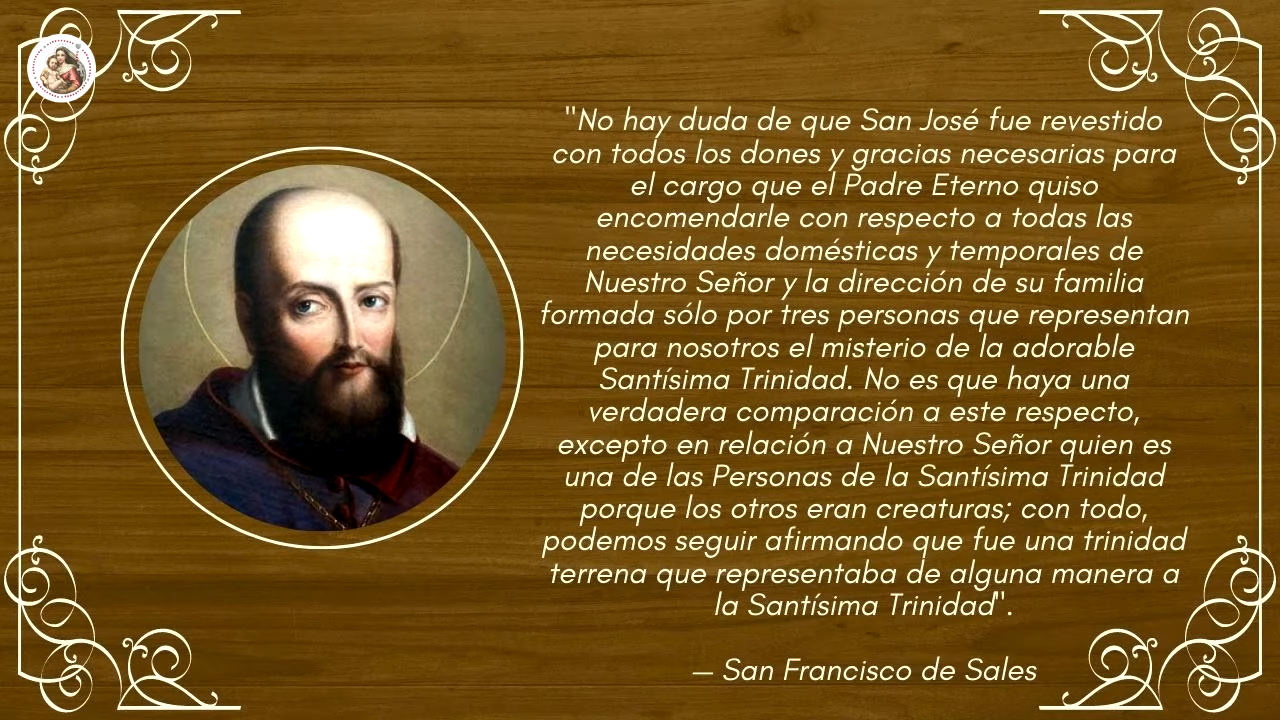 "No hay duda de que San José fue revestido
con todos los dones y gracias necesarias para
el cargo que el Padre Eterno quiso
encomendarle con respecto a todas las
necesidades domésticas y temporales de
Nuestro Señor y la dirección de su familia
formada sólo por tres personas que representan
para nosotros el misterio de la adorable
Santísima Trinidad. No es que haya una
verdadera comparación a este respecto,
excepto en relación a Nuestro Señor quien es
una de las Personas de la Santísima Trinidad
porque los otros eran creaturas; con todo,
podemos seguir afirmando que fue una trinidad
terrena que representaba de alguna manera a
la Santísima Trinidad".
— San Francisco de Sales